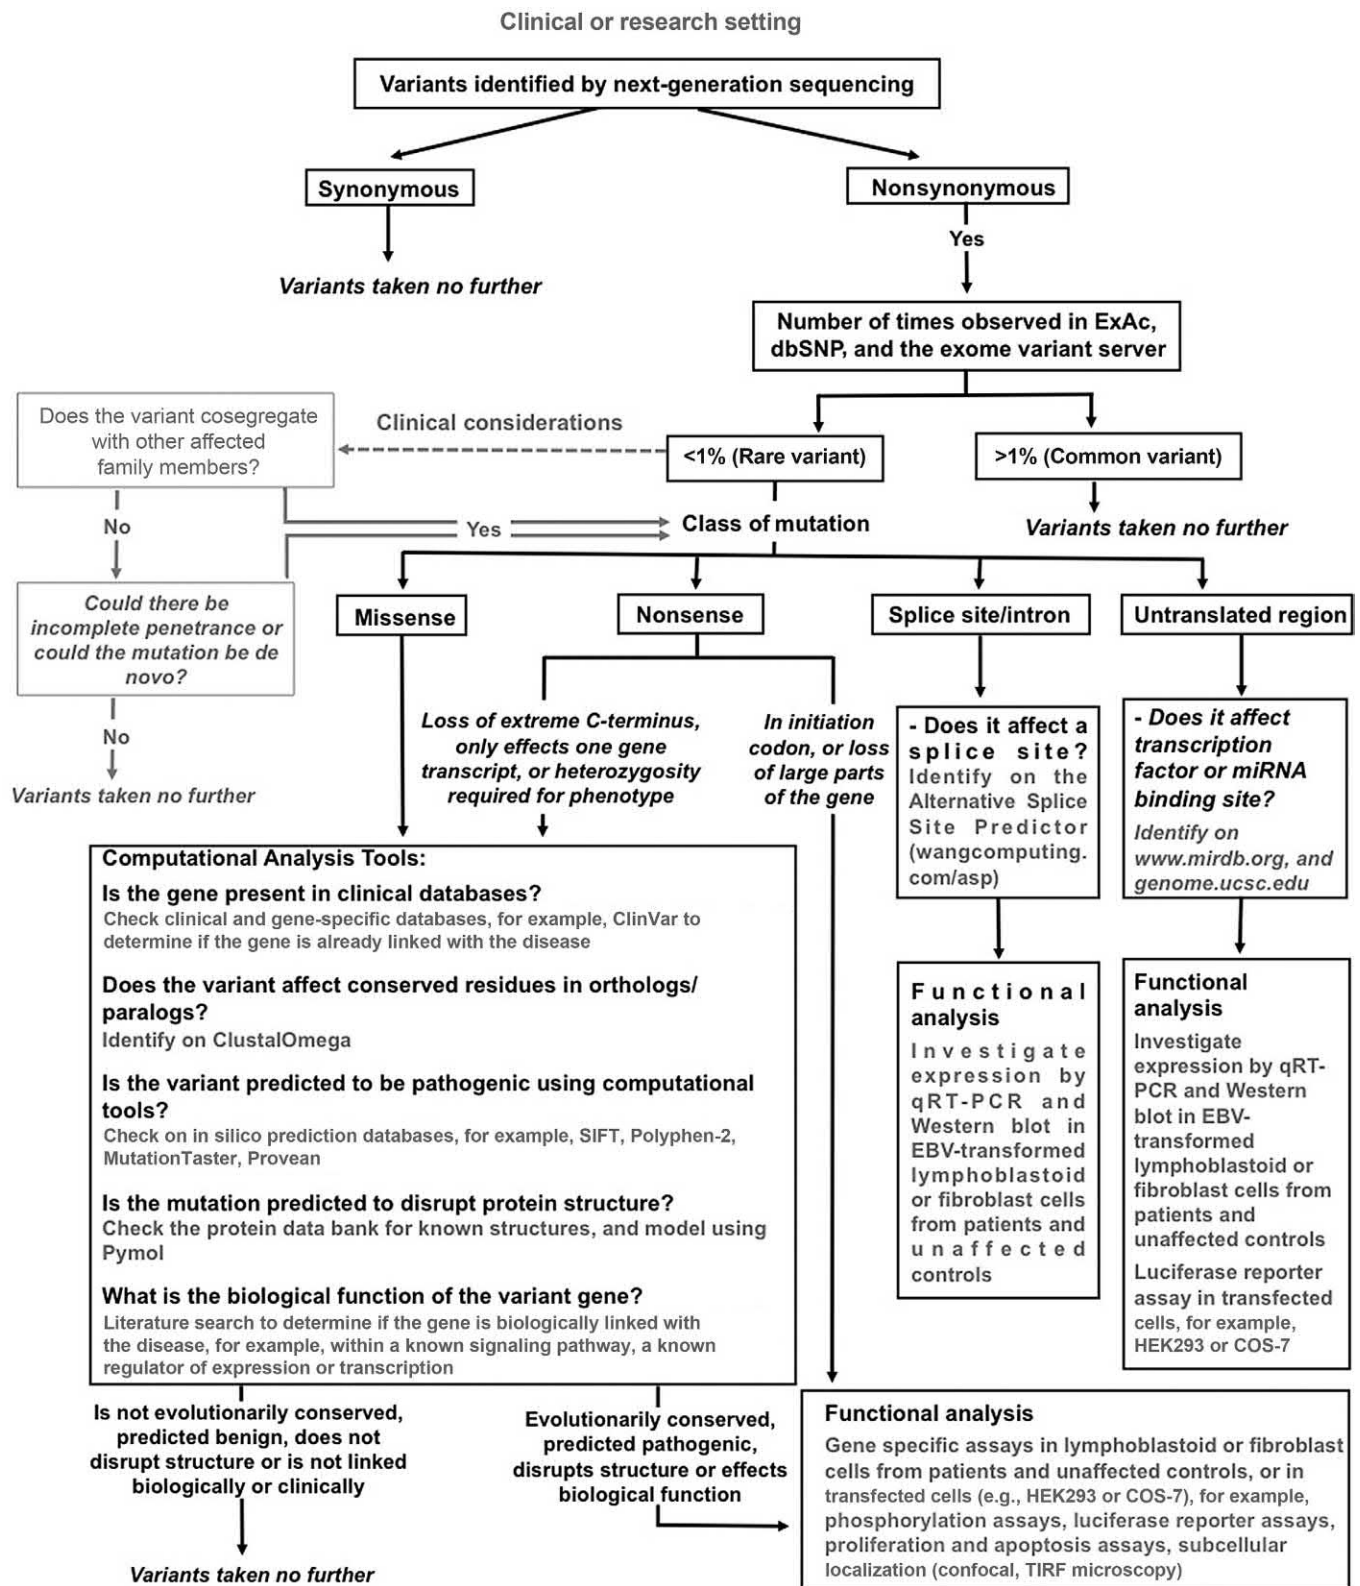 Clinical or research setting
Variants identified by next-generation sequencing
Synonymous
Nonsynonymous
Variants taken no further
Yes
Number of times observed in ExAc,
dbSNP, and the exome variant server
Does the variant cosegregate
with other affected
family members?
Clinical considerations
<1% (Rare variant)
>1% (Common variant)
No
Yes
Class of mutation
Variants taken no further
Could there be
incomplete penetrance or
could the mutation be de
novo?
No
Variants taken no further
Missense
Nonsense
Splice site/intron
Untranslated region
Loss of extreme C-terminus,
only effects one gene
transcript, or heterozygosity
required for phenotype
In initiation
codon, or loss
of large parts
of the gene
- Does it affect a
splice site?
Identify on the
Alternative Splice
Site Predictor
(wangcomputing.
com/asp)
- Does it affect
transcription
factor or miRNA
binding site?
Identify on
www.mirdb.org, and
genome.ucsc.edu
Computational Analysis Tools:
Is the gene present in clinical databases?
Check clinical and gene-specific databases, for example, ClinVar to
determine if the gene is already linked with the disease
Does the variant affect conserved residues in orthologs/
paralogs?
Identify on ClustalOmega
Is the variant predicted to be pathogenic using computational
tools?
Check on in silico prediction databases, for example, SIFT, Polyphen-2,
MutationTaster, Provean
Is the mutation predicted to disrupt protein structure?
Check the protein data bank for known structures, and model using
Pymol
What is the biological function of the variant gene?
Literature search to determine if the gene is biologically linked with
the disease, for example, within a known signaling pathway, a known
regulator of expression or transcription
Functional
analysis
Investigate
expression by
qRT-PCR and
Western blot in
EBV-transformed
lymphoblastoid
or fibroblast cells
from patients and
unaffected
controls
Functional
analysis
Investigate
expression by qRT-
PCR and Western
blot in EBV-
transformed
lymphoblastoid or
fibroblast cells from
patients and
unaffected controls
Luciferase reporter
assay in transfected
cells, for example,
HEK293 or COS-7
Is not evolutionarily conserved,
predicted benign, does not
disrupt structure or is not linked
biologically or clinically
Variants taken no further
Evolutionarily conserved,
predicted pathogenic,
disrupts structure or effects
biological function
Functional analysis
Gene specific assays in lymphoblastoid or fibroblast
cells from patients and unaffected controls, or in
transfected cells (e.g., HEK293 or COS-7), for example,
phosphorylation assays, luciferase reporter assays,
proliferation and apoptosis assays, subcellular
localization (confocal, TIRF microscopy)